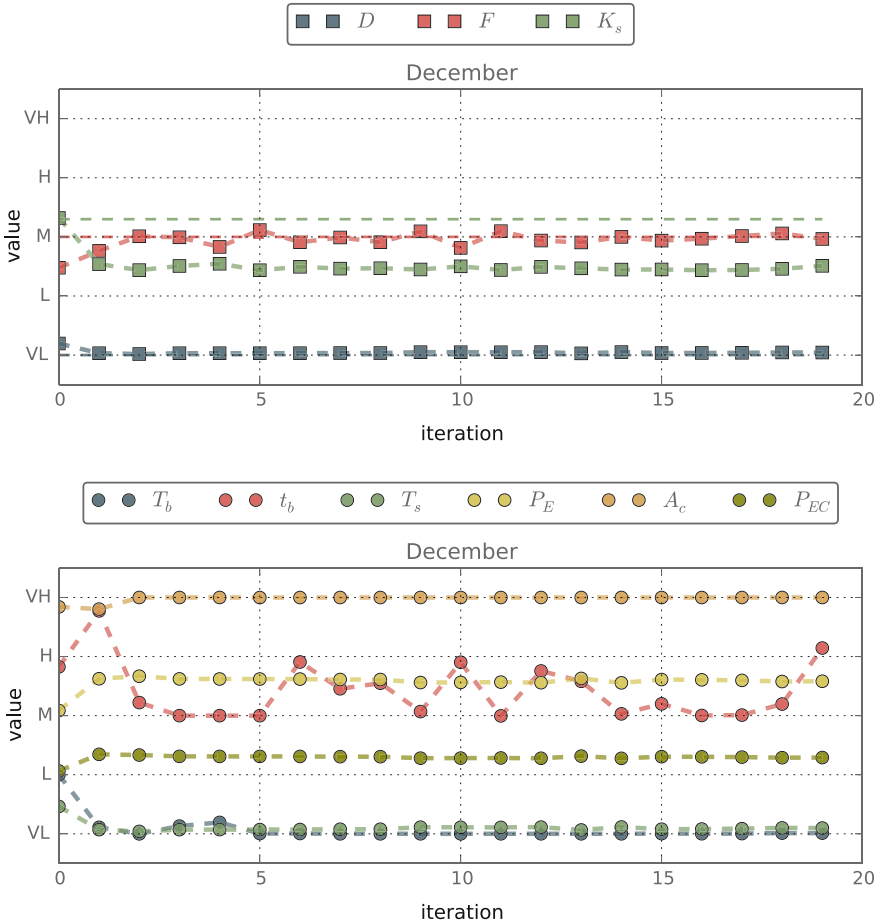 D F K_s
December
VH
H
M
L
VL
value
0 5 10 15 20
iteration
T_b t_b T_s P_E A_c P_EC
December
VH
H
M
L
VL
value
0 5 10 15 20
iteration